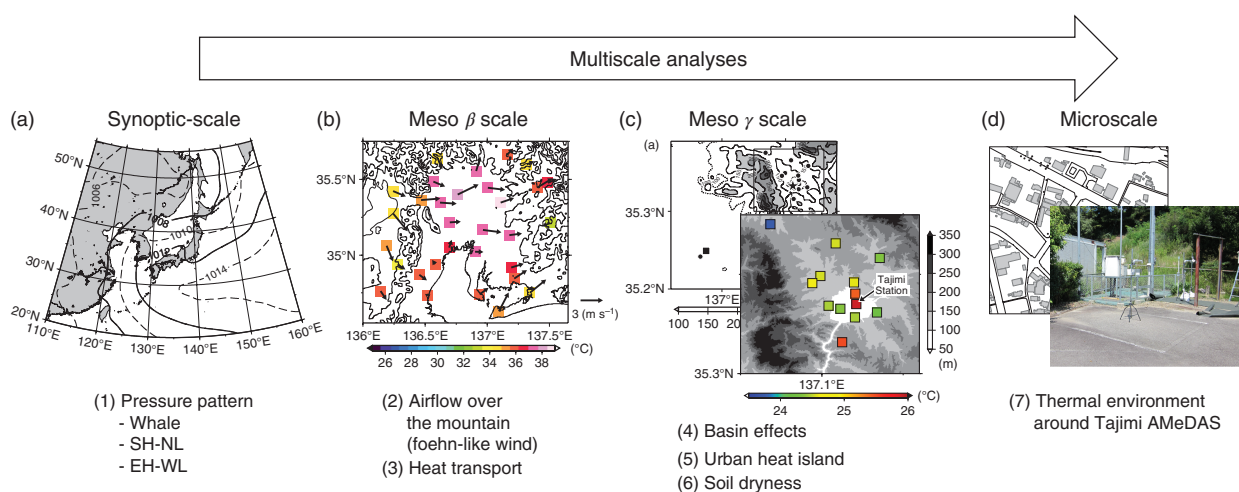 Multiscale analyses
(a) Synoptic-scale
50°N
40°N
30°N
20°N
110°E
120°E
130°E
140°E
150°E
160°E
1006
1008
1010
1012
1014
(1) Pressure pattern
- Whale
- SH-NL
- EH-WL
(b) Meso β scale
35.5°N
35°N
136°E 136.5°E 137°E 137.5°E
3 (m s⁻¹)
26 28 30 32 34 36 38 (°C)
(2) Airflow over
the mountain
(foehn-like wind)
(3) Heat transport
(c) Meso γ scale
(a)
35.3°N
35.2°N
137°E
100 150 20
Tajimi
Station
350
300
250
200
150
100
50
(m)
35.3°N
137.1°E
24 25 26 (°C)
(4) Basin effects
(5) Urban heat island
(6) Soil dryness
(d) Microscale
(7) Thermal environment
around Tajimi AMeDAS